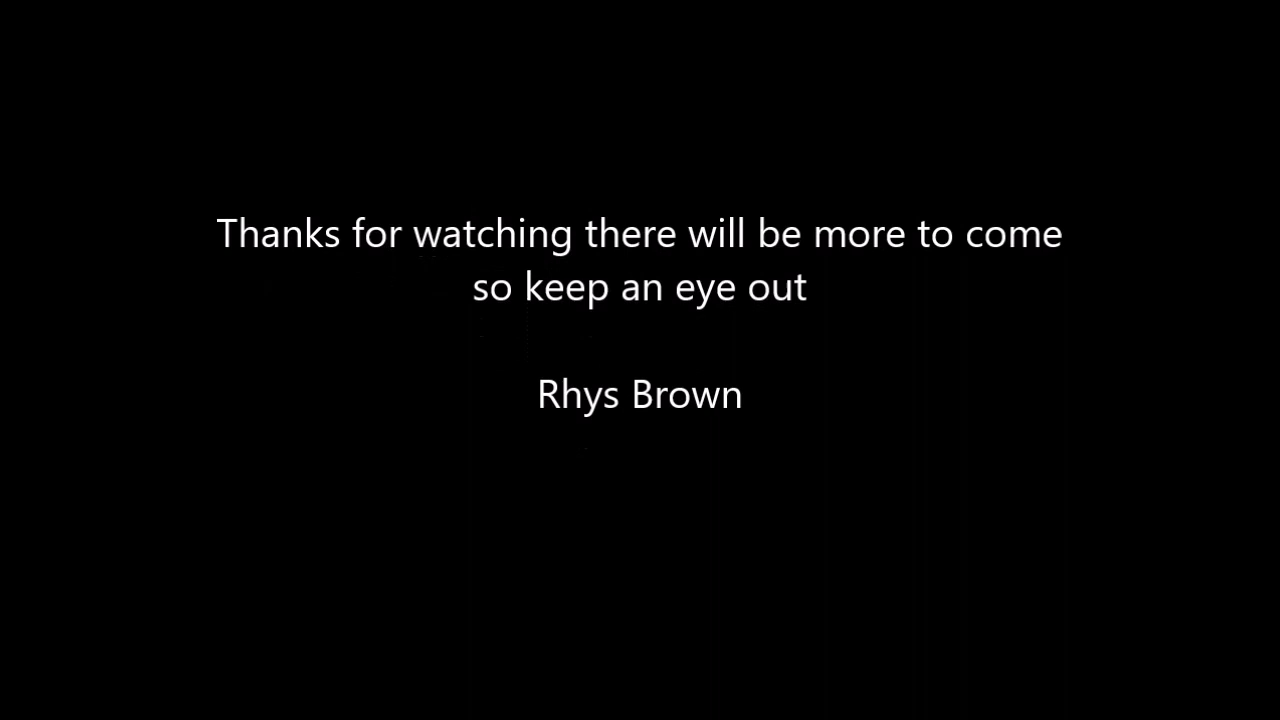 Thanks for watching there will be more to come
so keep an eye out
Rhys Brown